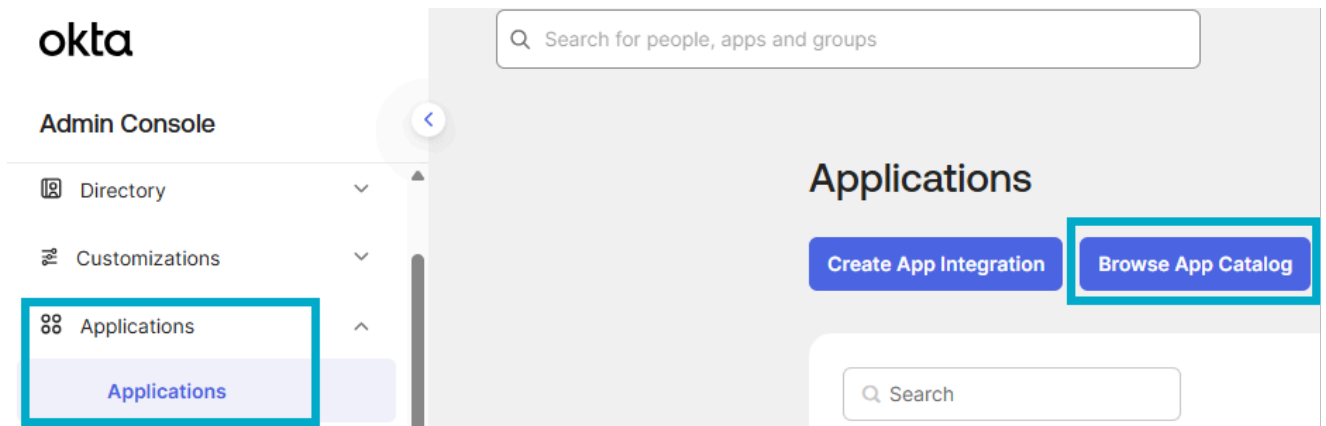 okta
Admin Console
Directory
Customizations
Applications
Applications
Search for people, apps and groups
Applications
Create App Integration
Browse App Catalog
Search